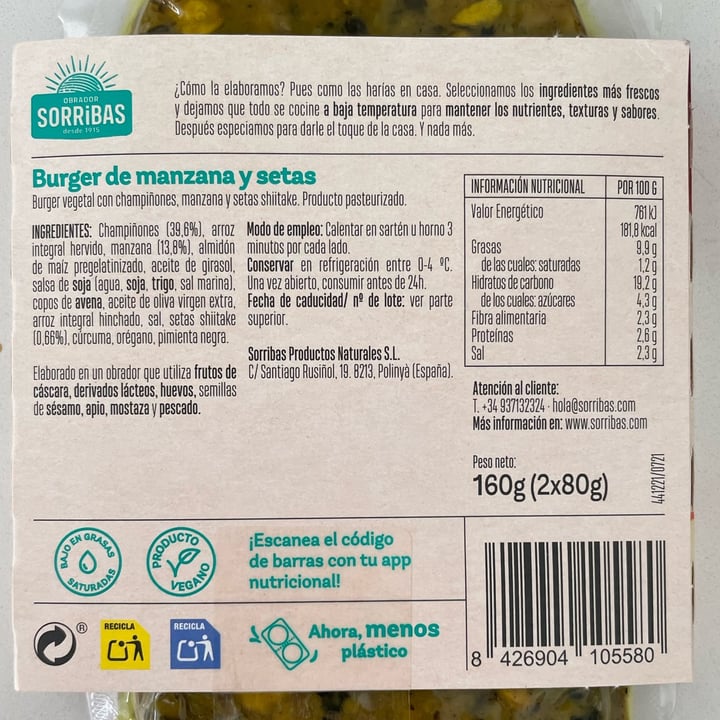 OBRADOR
SORRiBAS
desde 1915
¿Cómo la elaboramos? Pues como las harías en casa. Seleccionamos los ingredientes más frescos
y dejamos que todo se cocine a baja temperatura para mantener los nutrientes, texturas y sabores.
Después especiamos para darle el toque de la casa. Y nada más.
Burger de manzana y setas
Burger vegetal con champiñones, manzana y setas shiitake. Producto pasteurizado.
INGREDIENTES: Champiñones (39,6%), arroz
integral hervido, manzana (13,8%), almidón
de maíz pregelatinizado, aceite de girasol,
salsa de soja (agua, soja, trigo, sal marina),
copos de avena, aceite de oliva virgen extra,
arroz integral hinchado, sal, setas shiitake
(0,66%), cúrcuma, orégano, pimienta negra.
Elaborado en un obrador que utiliza frutos de
cáscara, derivados lácteos, huevos, semillas
de sésamo, apio, mostaza y pescado.
Modo de empleo: Calentar en sartén u horno 3
minutos por cada lado.
Conservar en refrigeración entre 0-4 ºC.
Una vez abierto, consumir antes de 24h.
Fecha de caducidad/ nº de lote: ver parte
superior.
Sorribas Productos Naturales S.L.
C/ Santiago Rusiñol, 19. 8213, Polinyà (España).
INFORMACIÓN NUTRICIONAL POR 100 G
Valor Energético 761 kJ
181,8 kcal
Grasas 9,9 g
de las cuales: saturadas 1,2 g
Hidratos de carbono 19,2 g
de los cuales: azúcares 4,3 g
Fibra alimentaria 2,3 g
Proteínas 2,6 g
Sal 2,3 g
Atención al cliente:
T. +34 937132324 · hola@sorribas.com
Más información en: www.sorribas.com
Peso neto:
160g (2x80g)
441221/0721
BAJO EN GRASAS
SATURADAS
PRODUCTO
VEGANO
¡Escanea el código
de barras con tu app
nutricional!
®
RECICLA
RECICLA
Ahora, menos
plástico
8 426904 105580